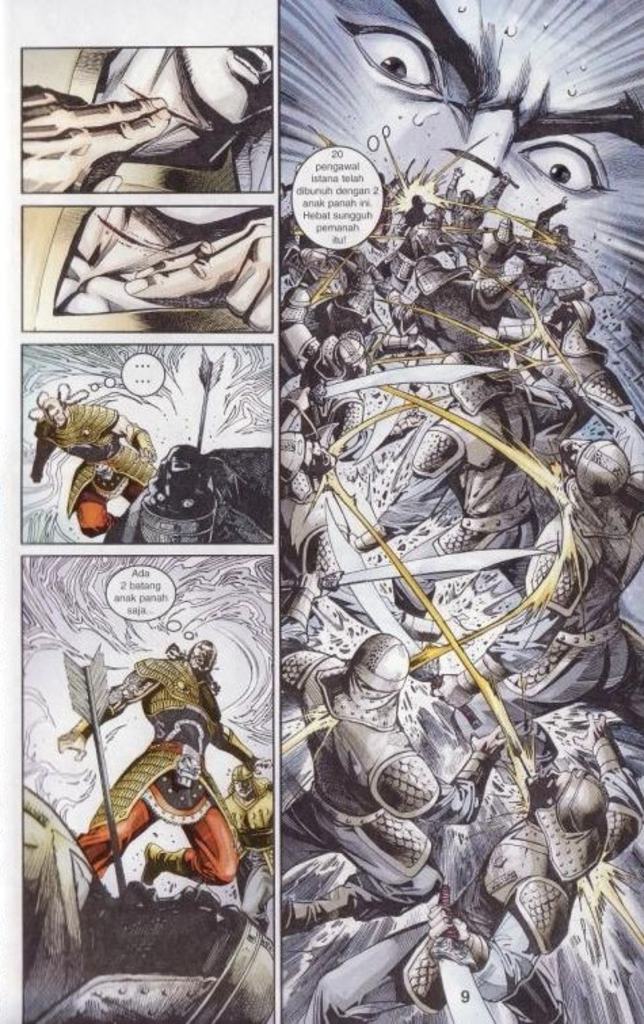 ...
...
Ada
2 batang
anak panah
saja...
20
pengawal
istana telah
dibunuh dengan 2
anak panah ini.
Hebat sungguh
pemanah
itu!
9